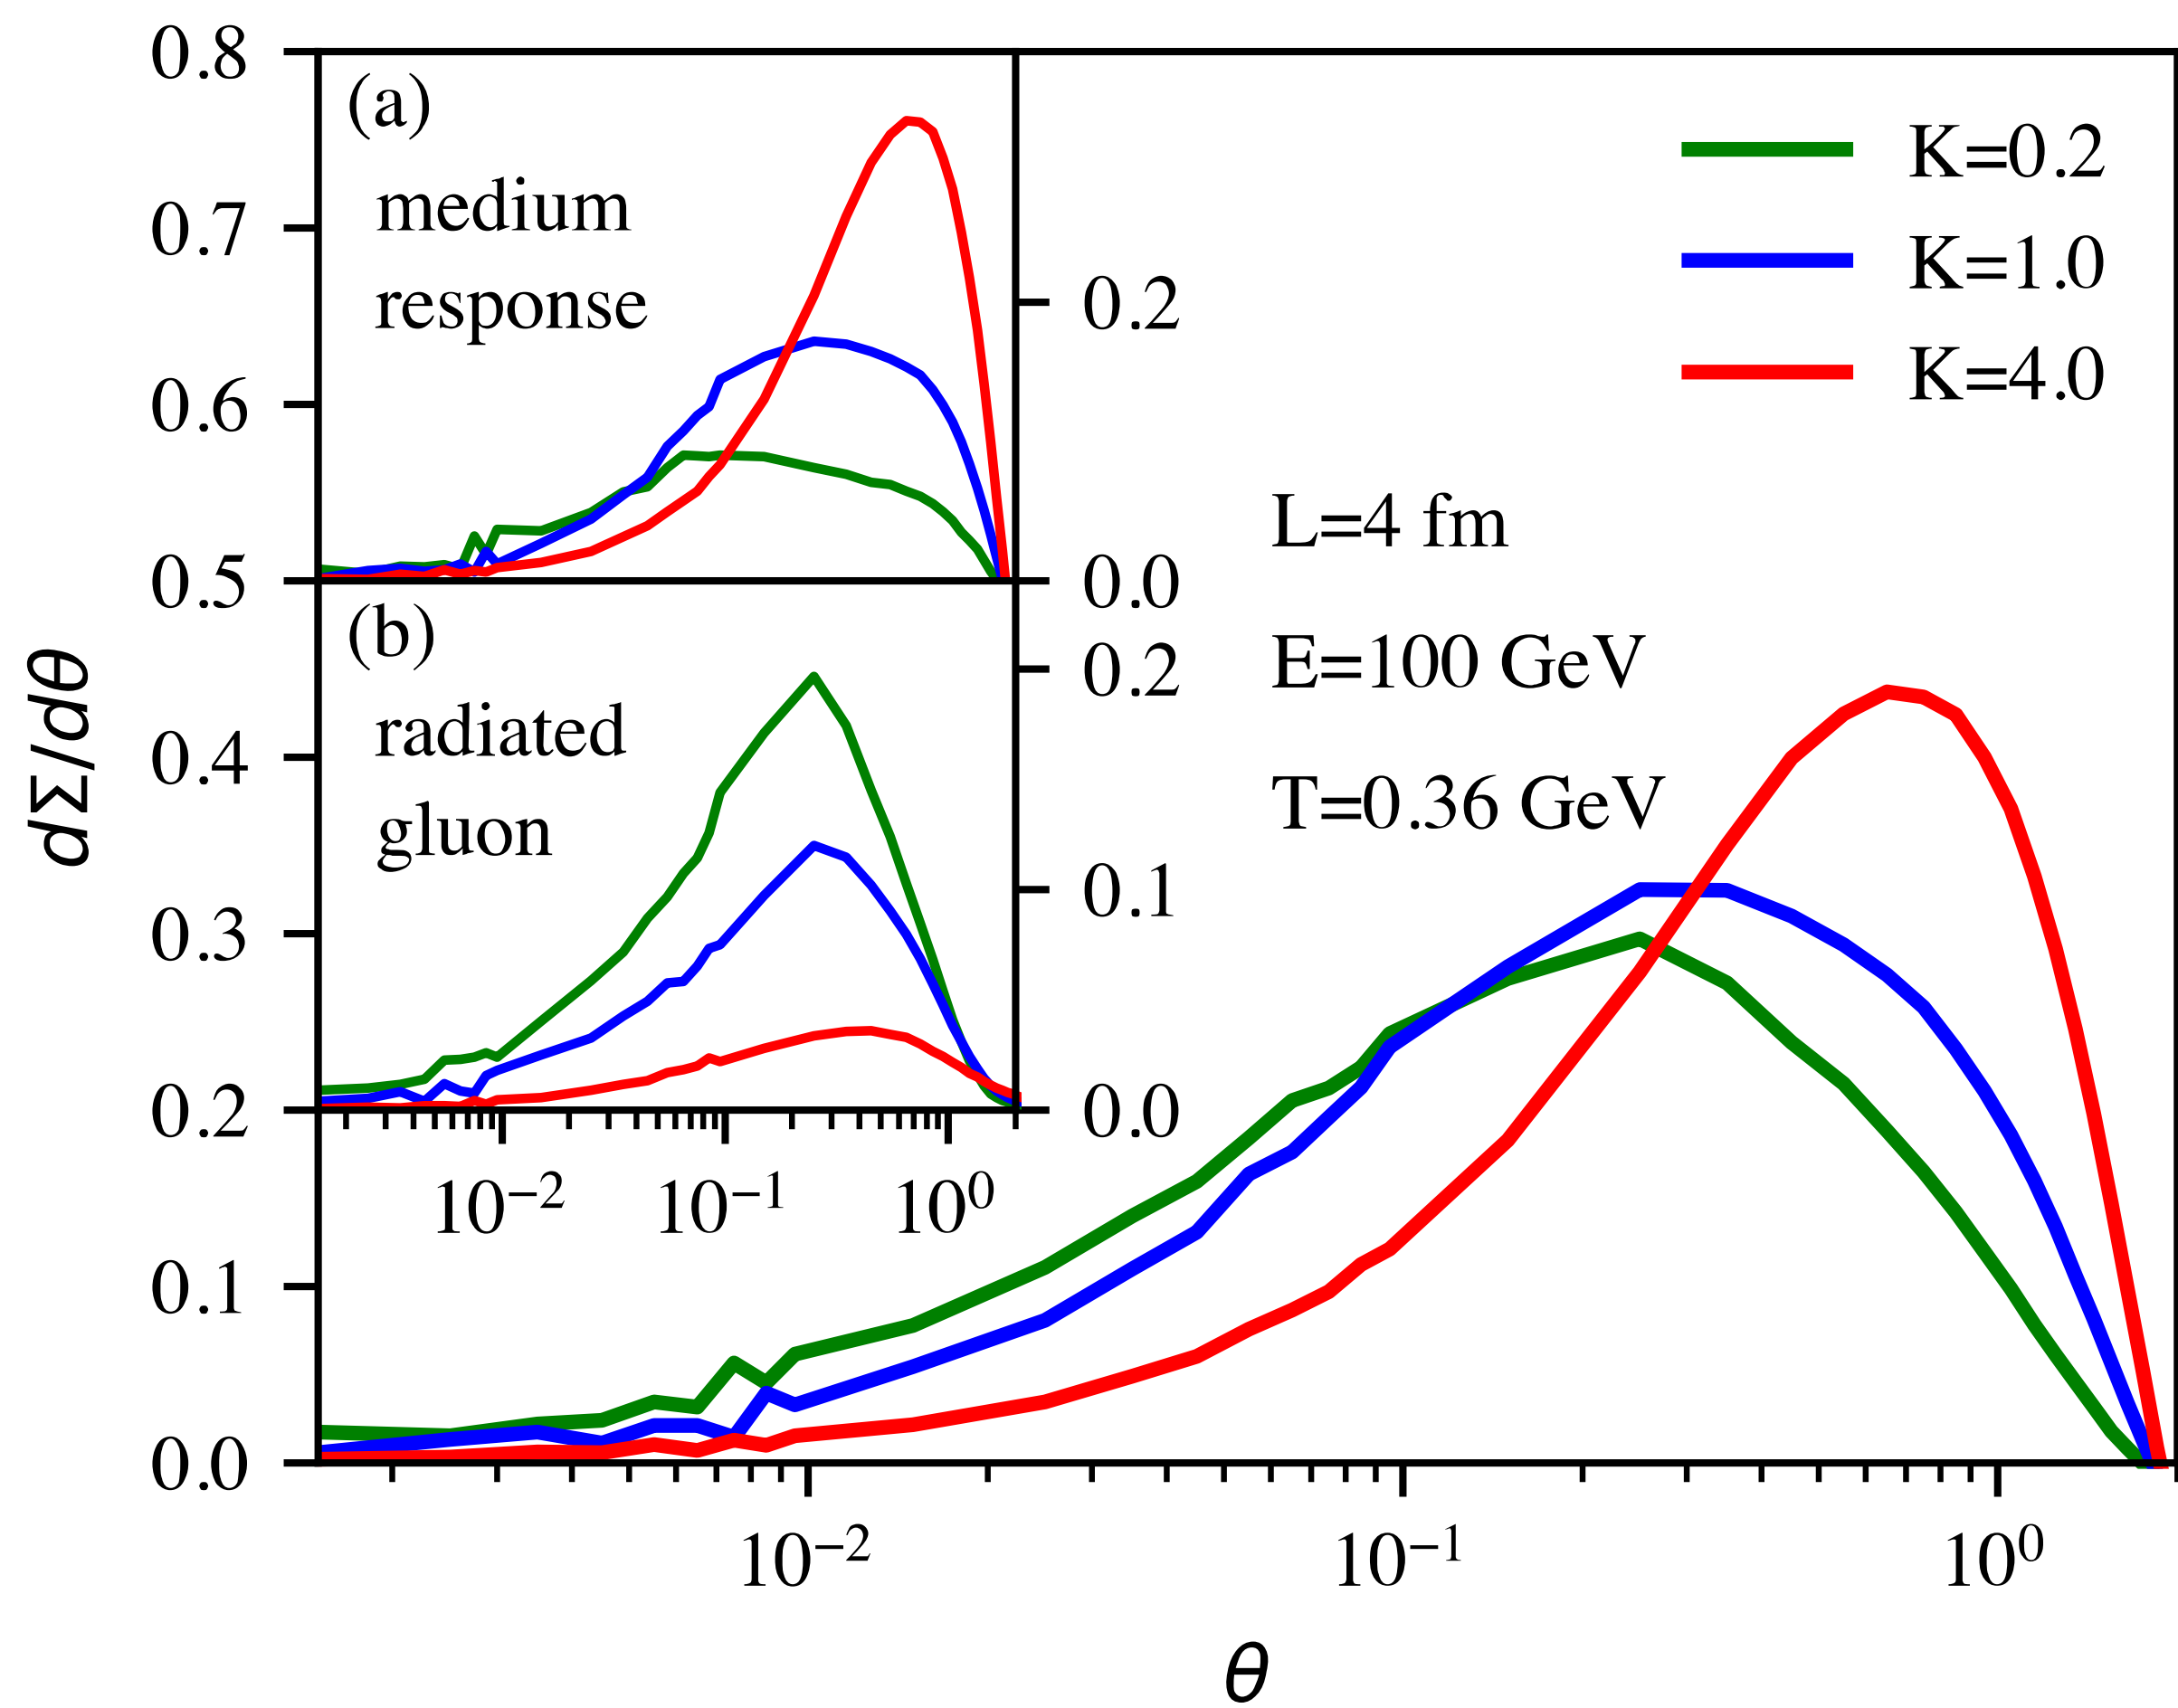 dΣ/dθ
0.8
0.7
0.6
0.5
0.4
0.3
0.2
0.1
0.0
(a)
medium
response
0.2
0.0
(b)
radiated
gluon
0.2
0.1
0.0
10⁻² 10⁻¹ 10⁰
K=0.2
K=1.0
K=4.0
L=4 fm
E=100 GeV
T=0.36 GeV
10⁻² 10⁻¹ 10⁰
θ